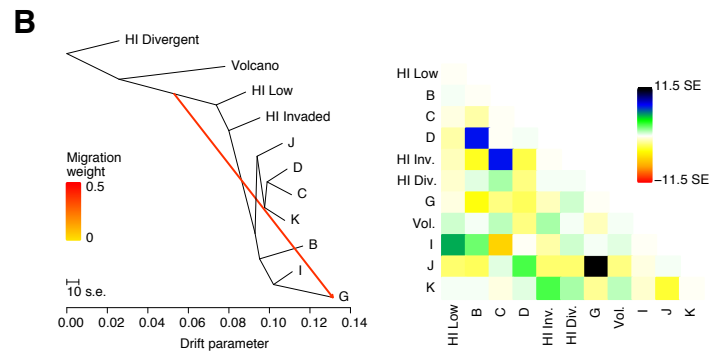 B
HI Divergent
Volcano
HI Low
HI Invaded
J
D
C
K
B
I
G
Migration
weight
0.5
0
10 s.e.
0.00 0.02 0.04 0.06 0.08 0.10 0.12 0.14
Drift parameter
HI Low
B
C
D
HI Inv.
HI Div.
G
Vol.
I
J
K
HI Low B C D HI Inv. HI Div. G Vol. I J K
11.5 SE
−11.5 SE